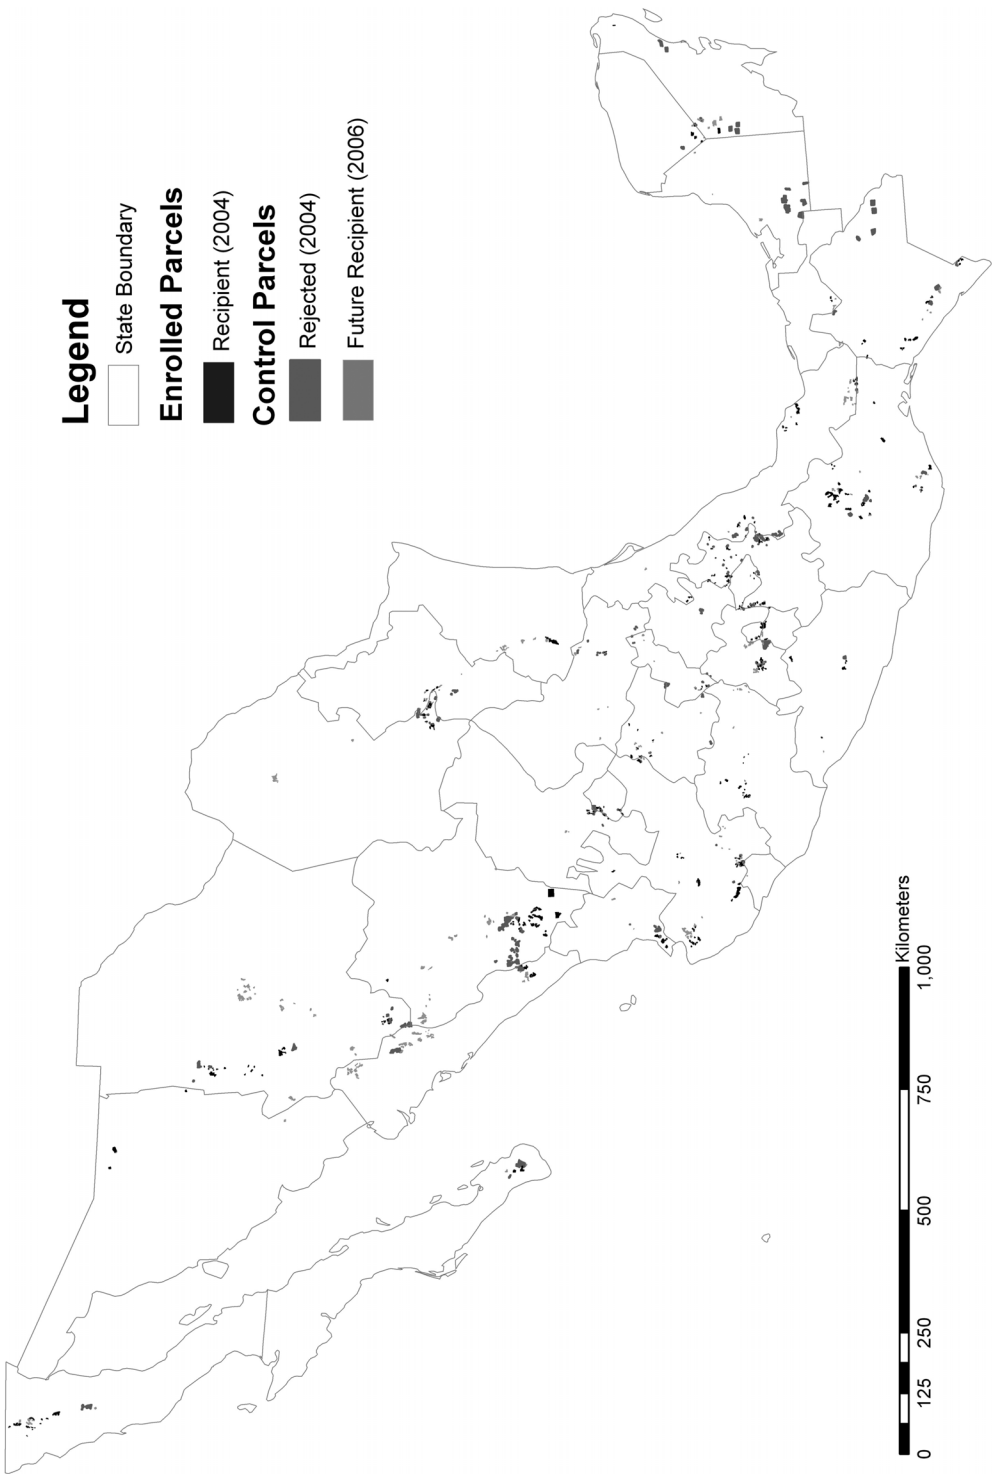 Legend
State Boundary
Enrolled Parcels
Recipient (2004)
Control Parcels
Rejected (2004)
Future Recipient (2006)
0 125 250 500 750 1,000
Kilometers